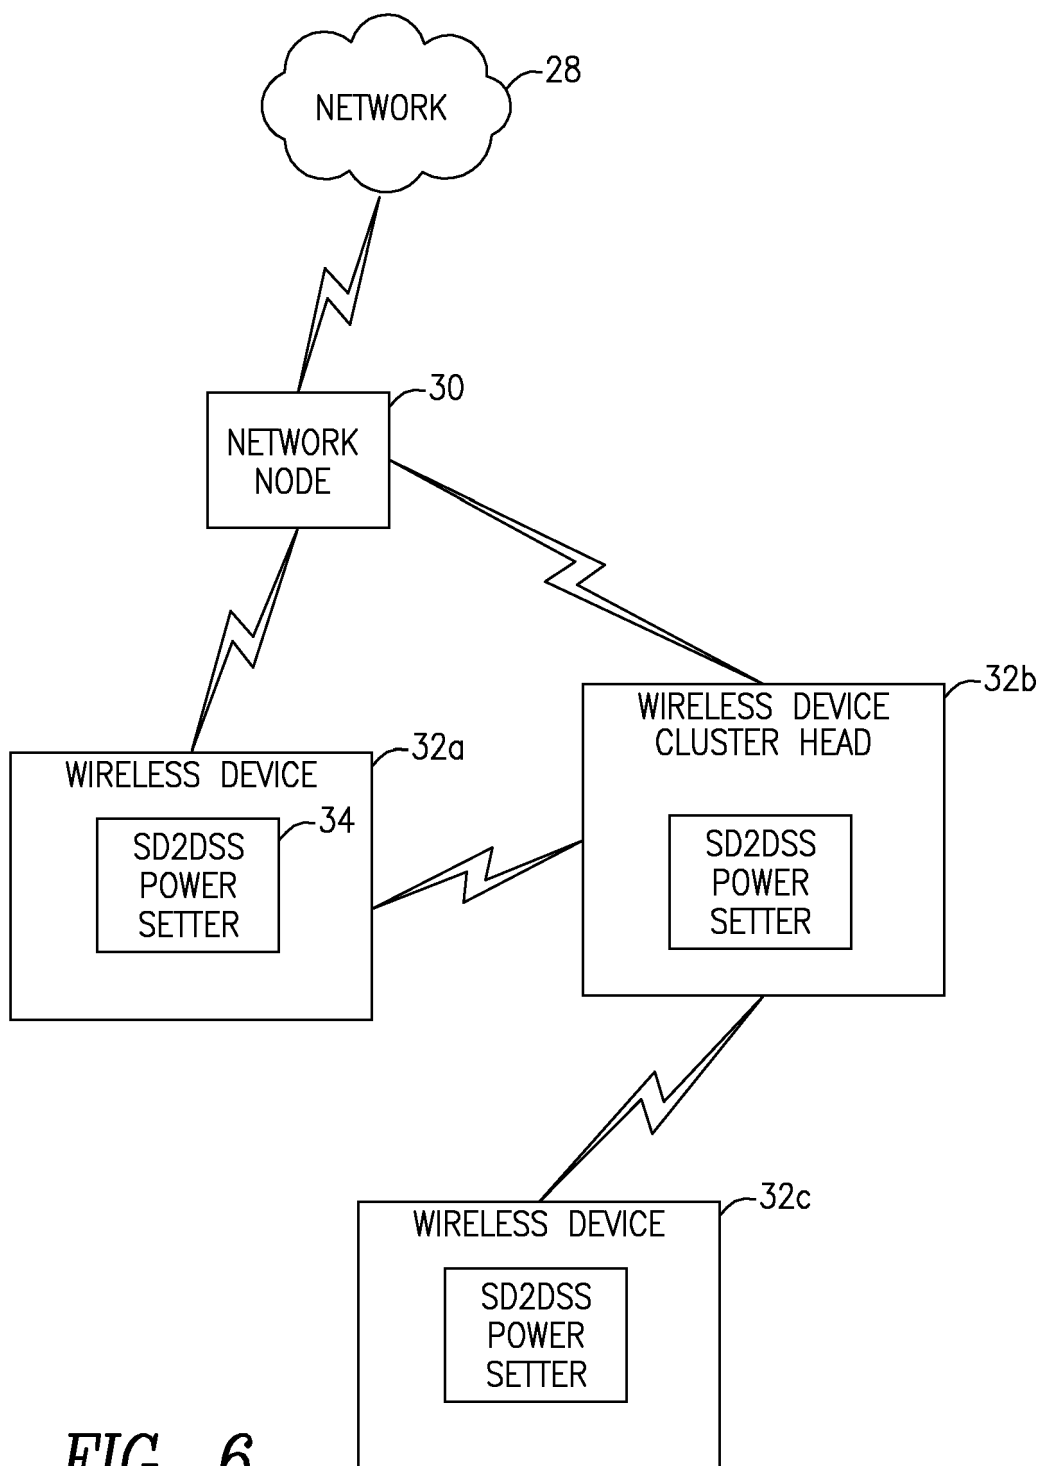 NETWORK
28
30
NETWORK
NODE
32b
WIRELESS DEVICE
CLUSTER HEAD
32a
WIRELESS DEVICE
34
SD2DSS
POWER
SETTER
SD2DSS
POWER
SETTER
32c
WIRELESS DEVICE
SD2DSS
POWER
SETTER
FIG. 6